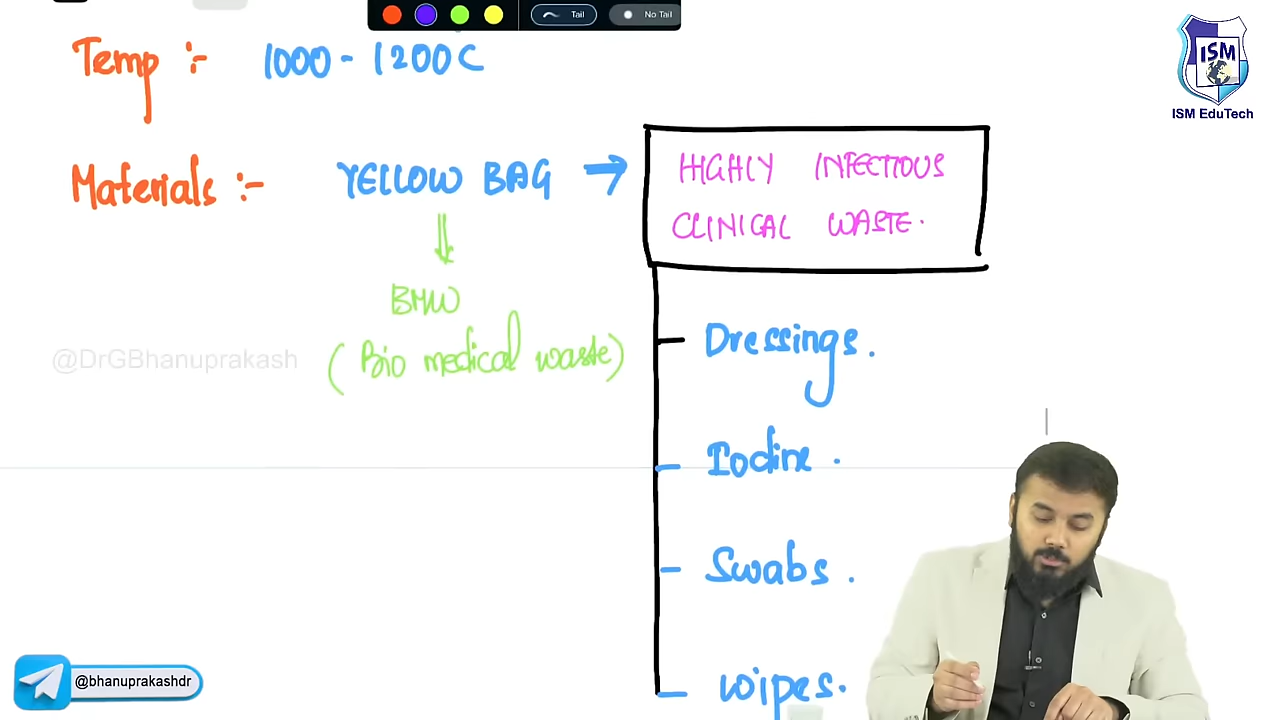 Tail
No Tail
ISM
ISM EduTech
Temp :- 1000 - 1200C
Materials :- YELLOW BAG → HIGHLY INFECTIOUS
CLINICAL WASTE.
⇓
BMW
(Bio medical waste)
@DrGBhanuprakash
- Dressings.
- Iodine.
- Swabs.
- Wipes.
@bhanuprakashdr